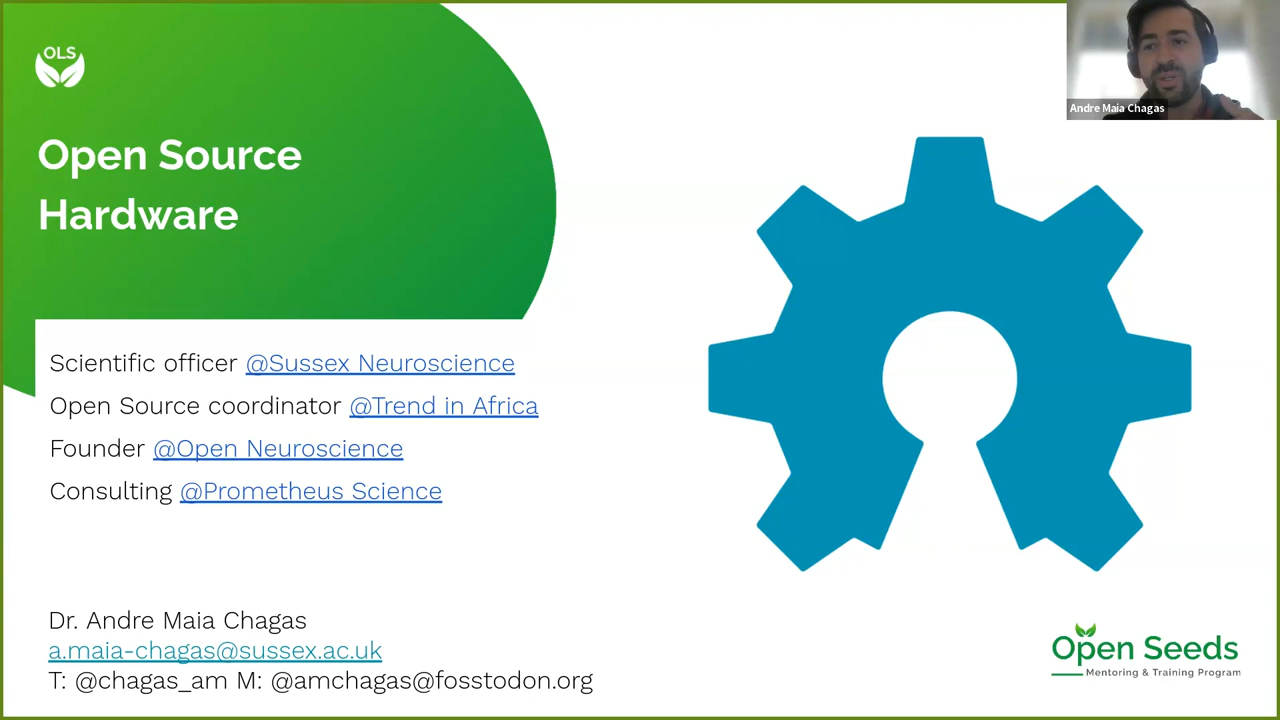 OLS
Open Source
Hardware
Andre Maia Chagas
Scientific officer @Sussex Neuroscience
Open Source coordinator @Trend in Africa
Founder @Open Neuroscience
Consulting @Prometheus Science
Dr. Andre Maia Chagas
a.maia-chagas@sussex.ac.uk
T: @chagas_am M: @amchagas@fosstodon.org
Open Seeds
Mentoring & Training Program